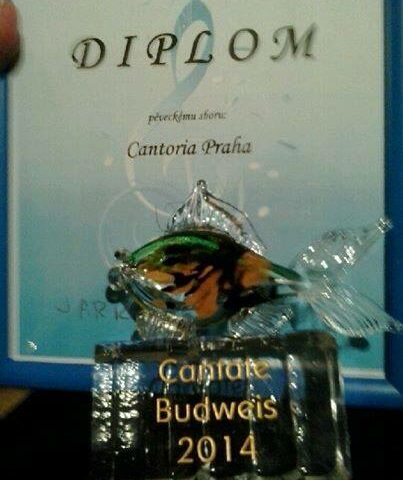 DIPLOM
pěveckému sboru:
Cantoria Praha
Cantate
Budweis
2014